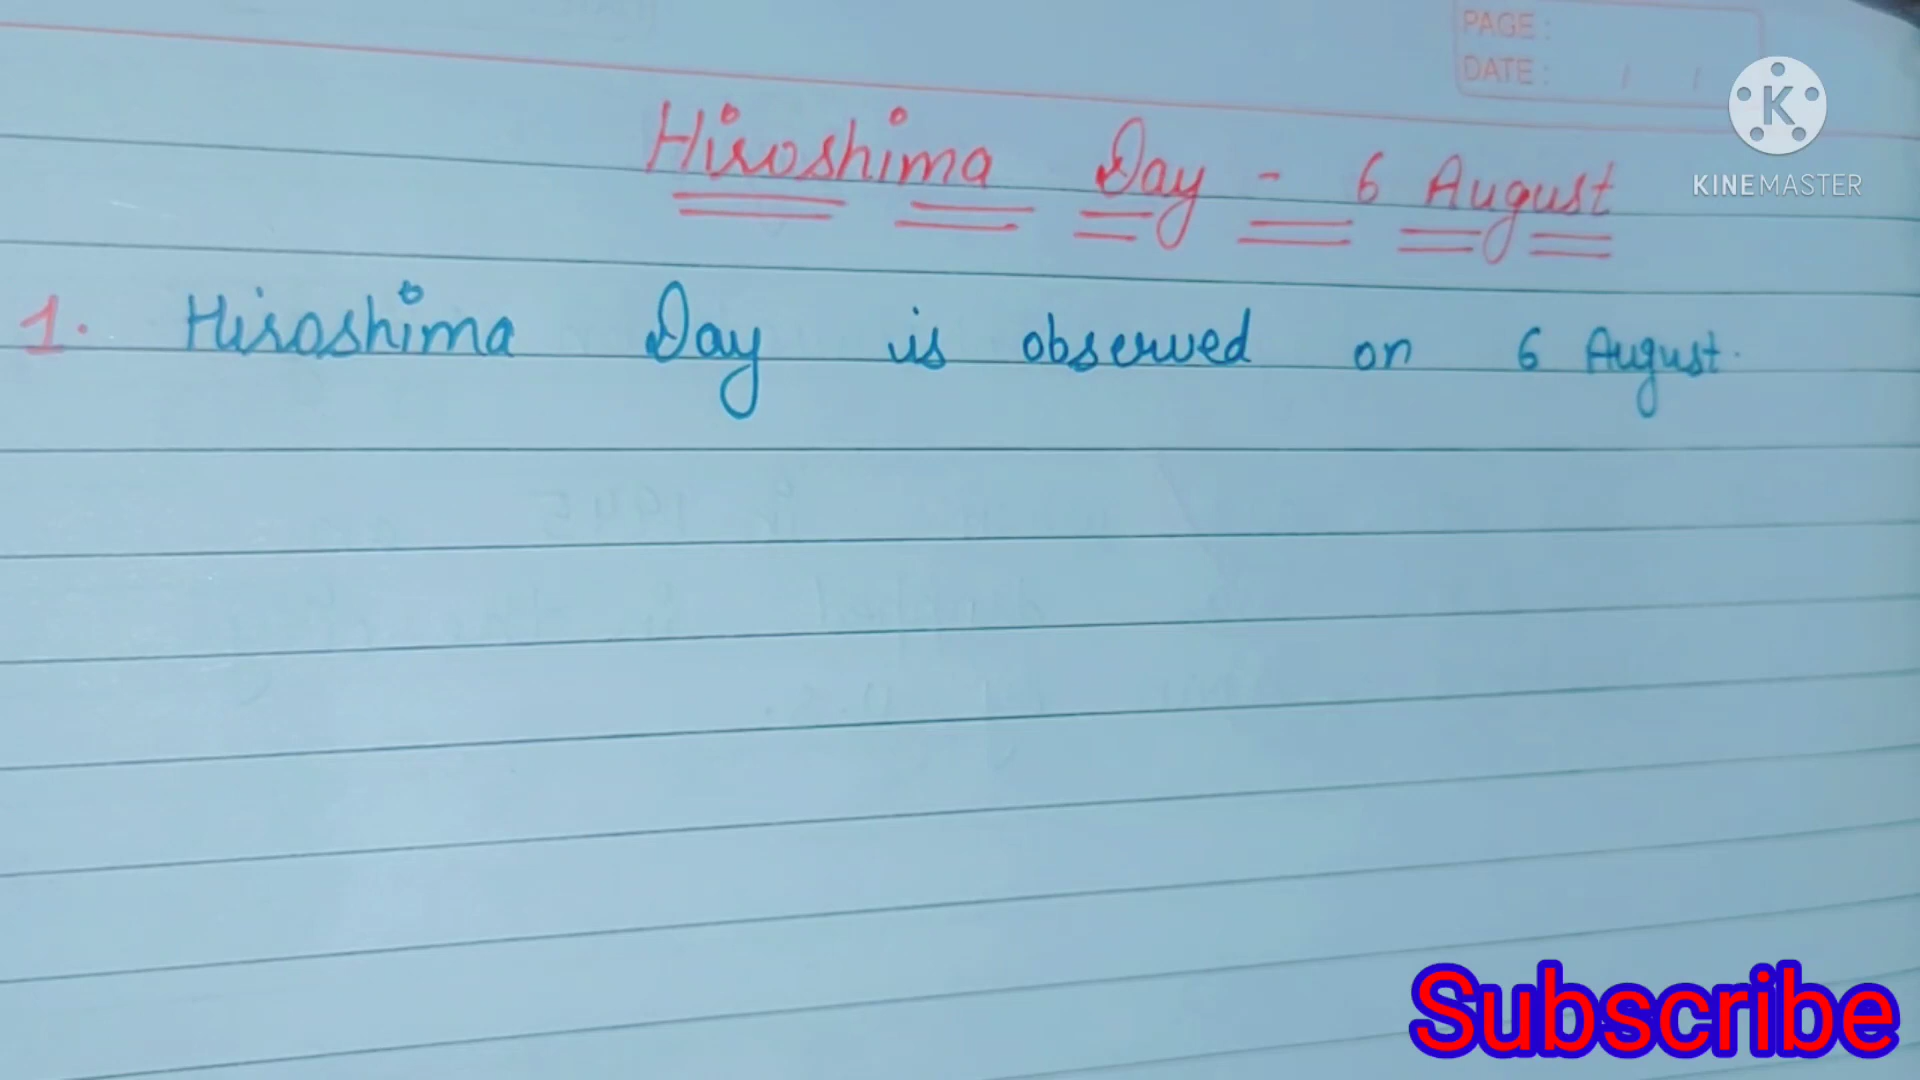 PAGE :
DATE : / /
KINEMASTER
Hiroshima Day - 6 August
1. Hiroshima Day is observed on 6 August.
Subscribe